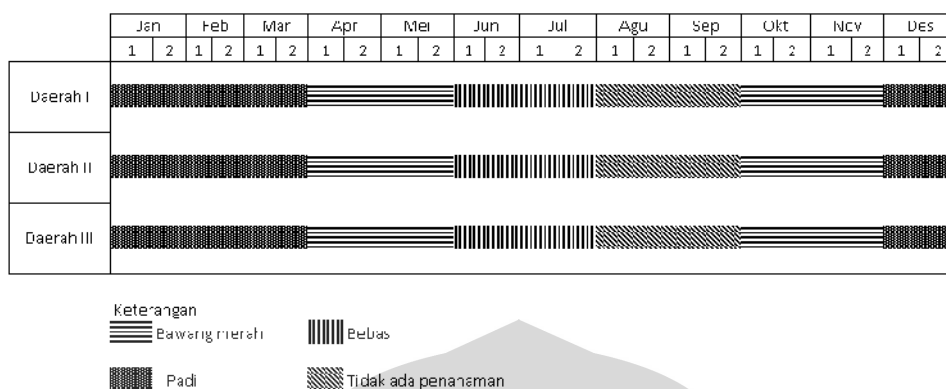 Jan Feb Mar Apr Mei Jun Jul Agu Sep Okt Nov Des
1 2 1 2 1 2 1 2 1 2 1 2 1 2 1 2 1 2 1 2 1 2 1 2
Daerah I
Daerah II
Daerah III
Keterangan
Bawang merah Bebas
Padi Tidak ada penanaman